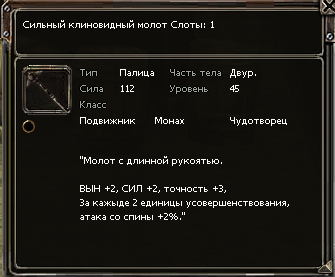 Сильный клиновидный молот Слоты: 1
Тип Палица Часть тела Двур.
Сила 112 Уровень 45
Класс
Подвижник Монах Чудотворец
"Молот с длинной рукоятью.
ВЫН +2, СИЛ +2, точность +3,
За кажыде 2 единицы усовершенствования,
атака со спины +2%."